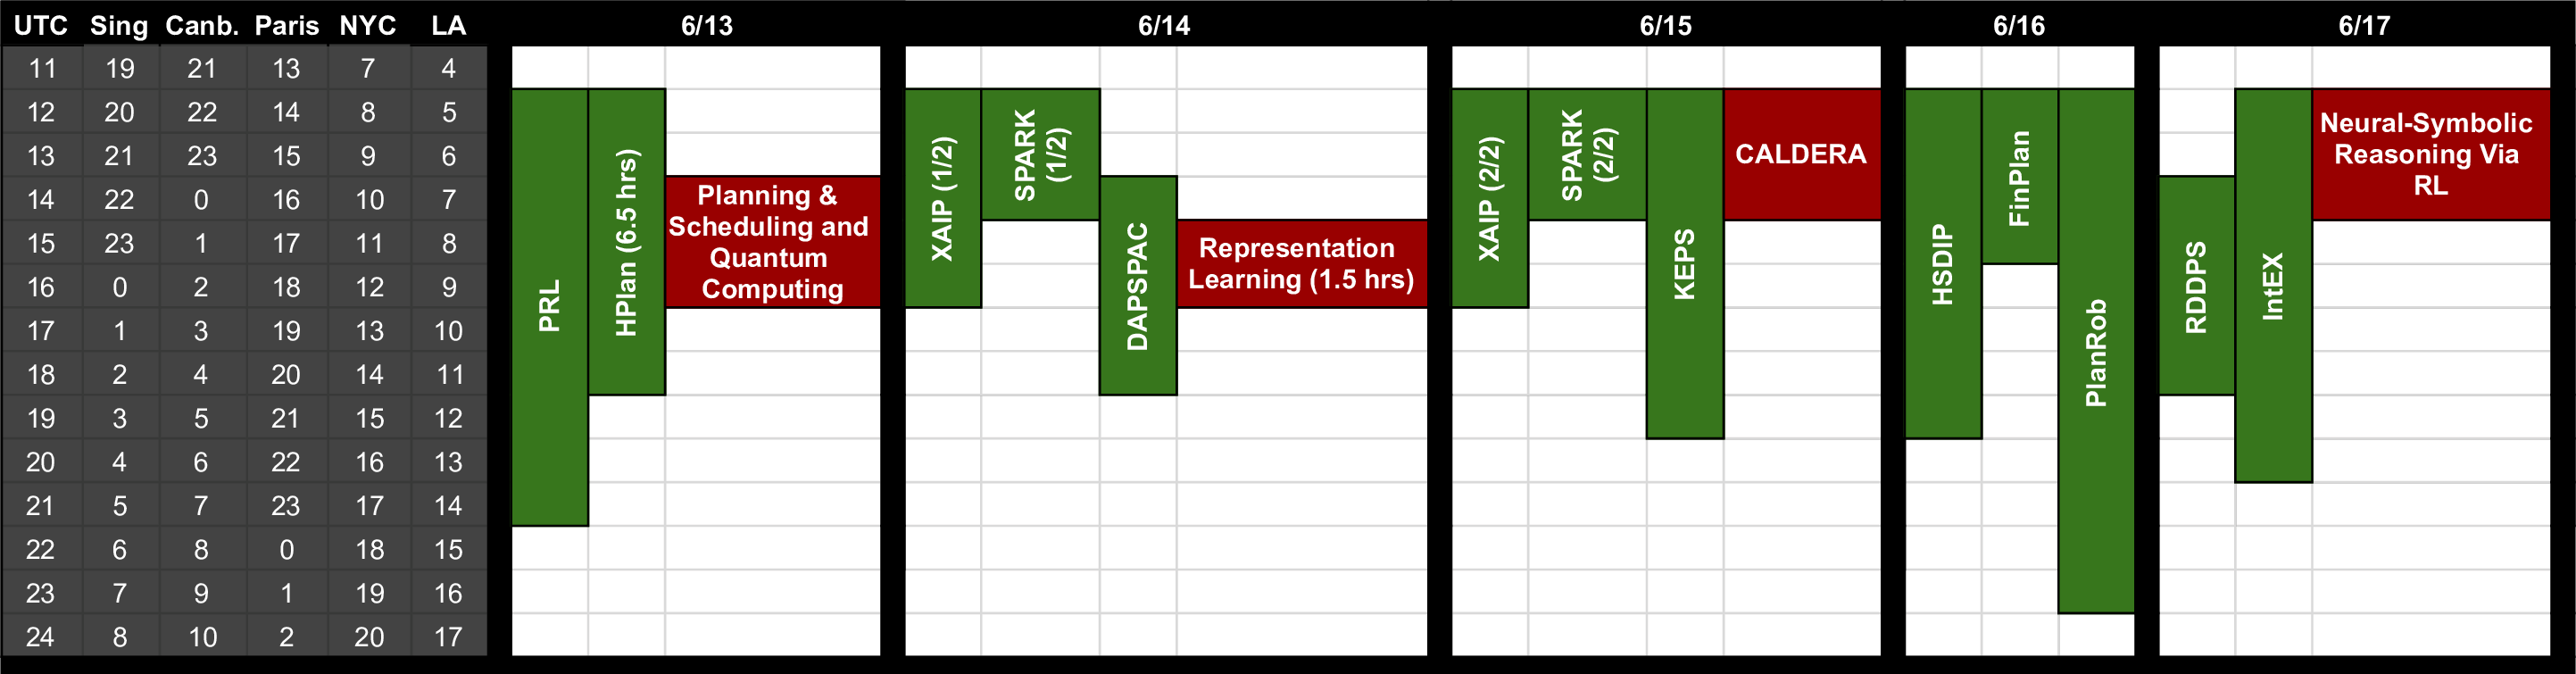 UTC Sing Canb. Paris NYC LA 6/13 6/14 6/15 6/16 6/17
11 19 21 13 7 4
12 20 22 14 8 5
13 21 23 15 9 6
14 22 0 16 10 7
15 23 1 17 11 8
16 0 2 18 12 9
17 1 3 19 13 10
18 2 4 20 14 11
19 3 5 21 15 12
20 4 6 22 16 13
21 5 7 23 17 14
22 6 8 0 18 15
23 7 9 1 19 16
24 8 10 2 20 17
PRL
HPlan (6.5 hrs)
Planning &
Scheduling and
Quantum
Computing
XAIP (1/2)
SPARK
(1/2)
DAPSPAC
Representation
Learning (1.5 hrs)
XAIP (2/2)
SPARK
(2/2)
KEPS
CALDERA
HSDIP
FinPlan
PlanRob
RDDPS
IntEX
Neural-Symbolic
Reasoning Via
RL